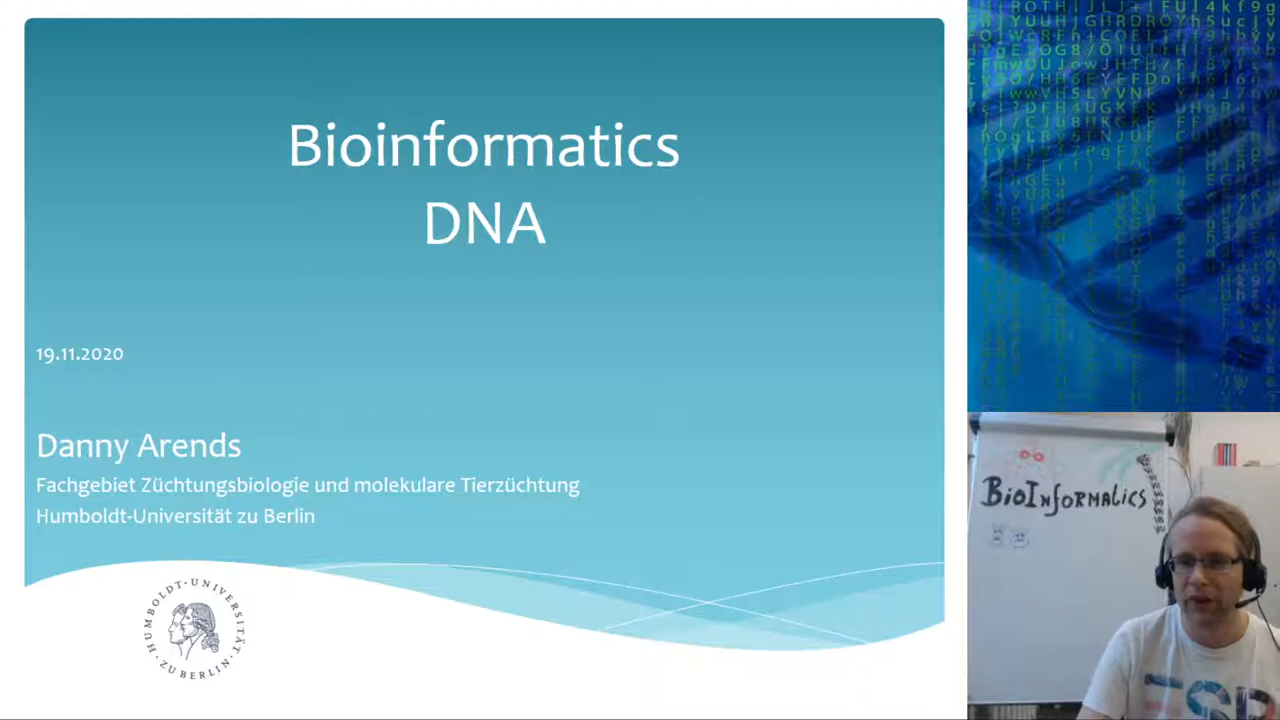 Bioinformatics
DNA
19.11.2020
Danny Arends
Fachgebiet Züchtungsbiologie und molekulare Tierzüchtung
Humboldt-Universität zu Berlin
HUMBOLDT-UNIVERSITÄT
ZU BERLIN
BioInformatics